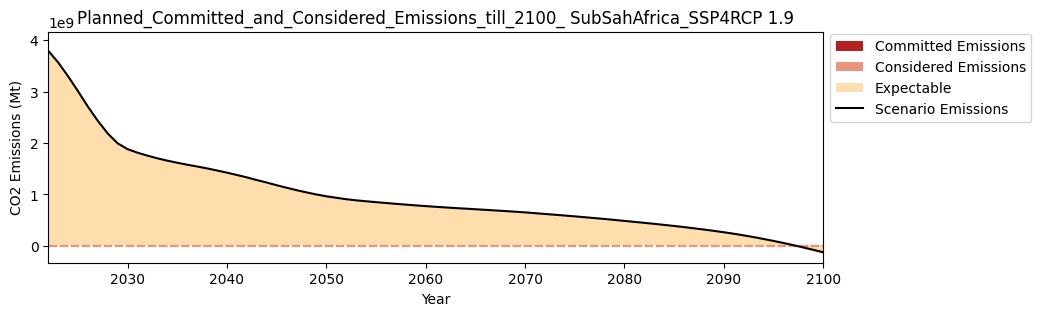 Planned_Committed_and_Considered_Emissions_till_2100_ SubSahAfrica_SSP4RCP 1.9
1e9
4
3
2
1
0
CO2 Emissions (Mt)
2030 2040 2050 2060 2070 2080 2090 2100
Year
Committed Emissions
Considered Emissions
Expectable
Scenario Emissions